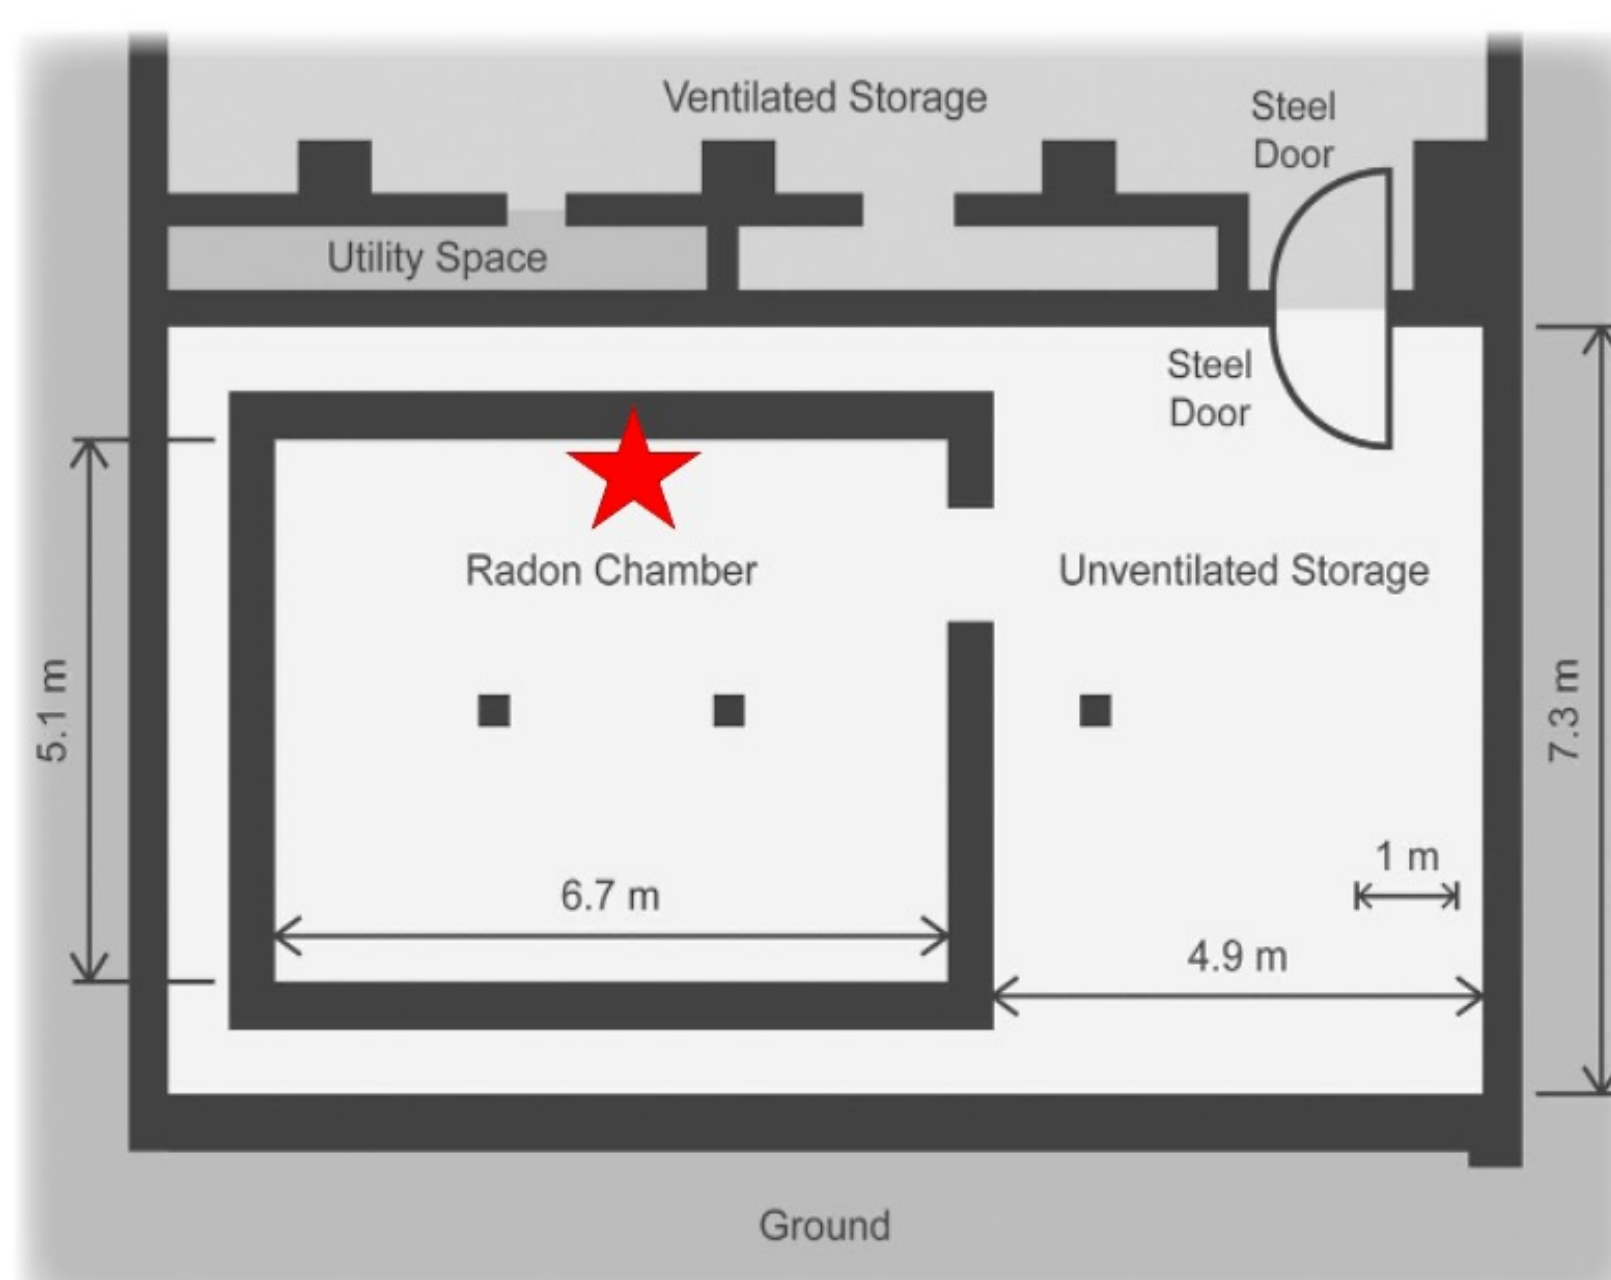 Ventilated Storage
Steel
Door
Utility Space
Steel
Door
Radon Chamber
Unventilated Storage
5.1 m
7.3 m
1 m
6.7 m
4.9 m
Ground